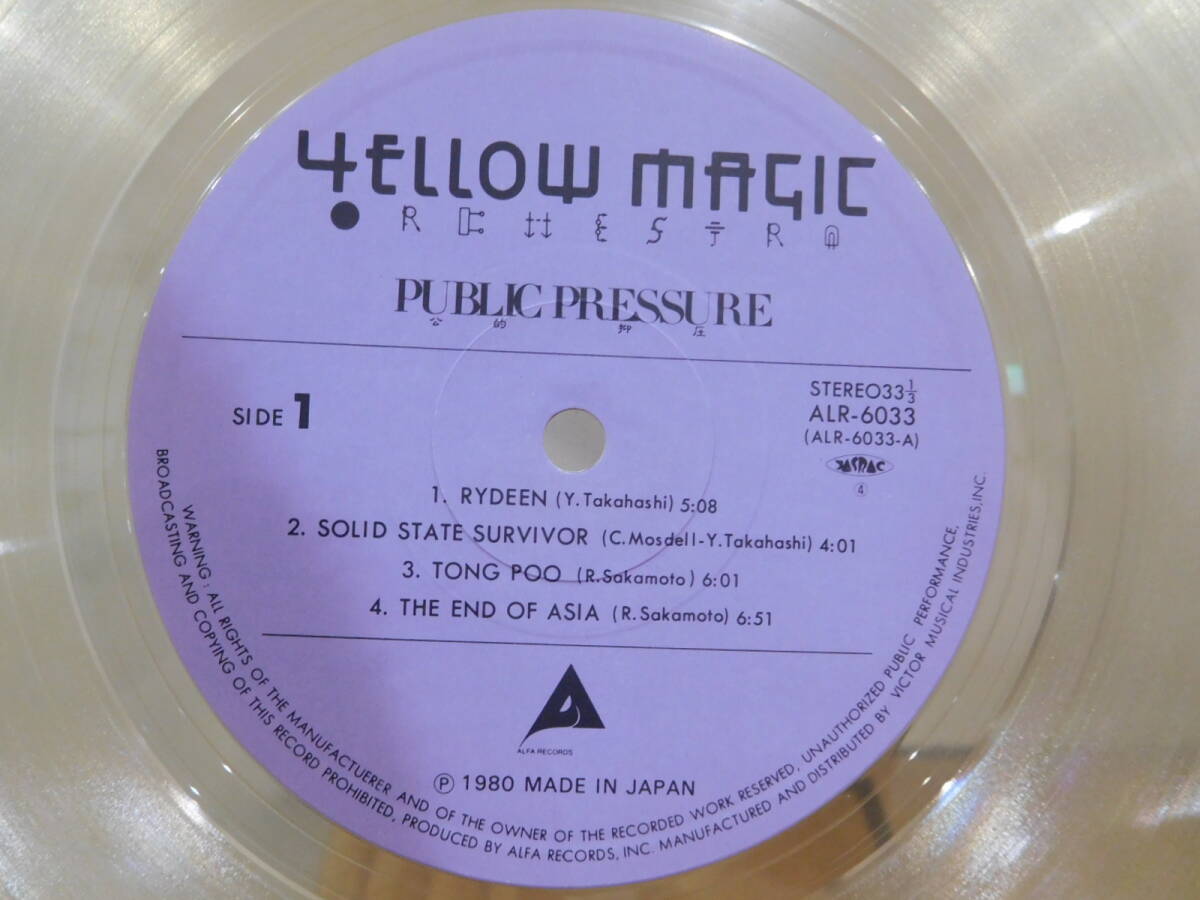 YELLOW MAGIC
ORCHESTRA
PUBLIC PRESSURE
公的抑圧
SIDE 1
STEREO33⅓
ALR-6033
(ALR-6033-A)
JASRAC
④
1. RYDEEN (Y. Takahashi) 5:08
2. SOLID STATE SURVIVOR (C. Mosdell-Y. Takahashi) 4:01
3. TONG POO (R. Sakamoto) 6:01
4. THE END OF ASIA (R. Sakamoto) 6:51
ALFA RECORDS
Ⓟ 1980 MADE IN JAPAN
WARNING : ALL RIGHTS OF THE MANUFACTUERER AND OF THE OWNER OF THE RECORDED WORK RESERVED, UNAUTHORIZED PUBLIC PERFORMANCE,
BROADCASTING AND COPYING OF THIS RECORD PROHIBITED, PRODUCED BY ALFA RECORDS, INC. MANUFACTURED AND DISTRIBUTED BY VICTOR MUSICAL INDUSTRIES, INC.